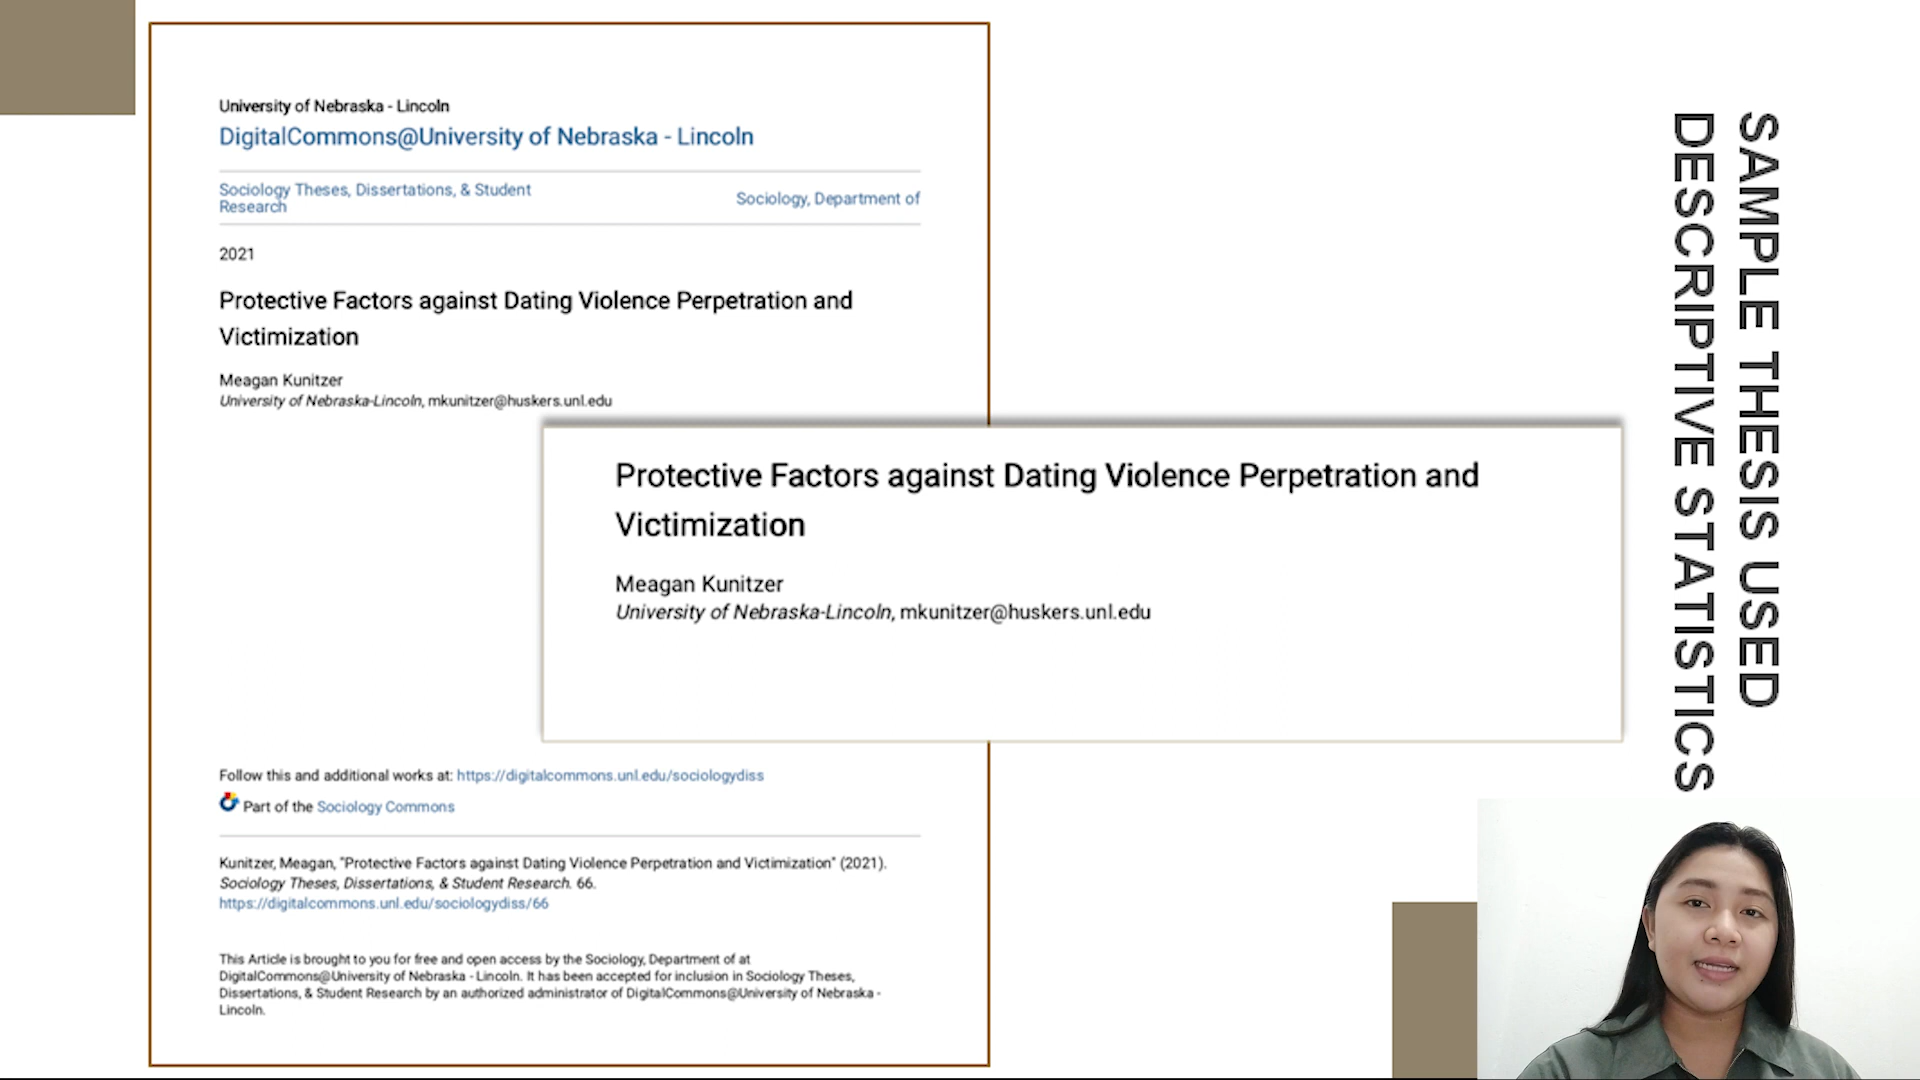 University of Nebraska - Lincoln
DigitalCommons@University of Nebraska - Lincoln
Sociology Theses, Dissertations, & Student
Research
Sociology, Department of
2021
Protective Factors against Dating Violence Perpetration and
Victimization
Meagan Kunitzer
University of Nebraska-Lincoln, mkunitzer@huskers.unl.edu
Protective Factors against Dating Violence Perpetration and
Victimization
Meagan Kunitzer
University of Nebraska-Lincoln, mkunitzer@huskers.unl.edu
Follow this and additional works at: https://digitalcommons.unl.edu/sociologydiss
Part of the Sociology Commons
Kunitzer, Meagan, "Protective Factors against Dating Violence Perpetration and Victimization" (2021).
Sociology Theses, Dissertations, & Student Research. 66.
https://digitalcommons.unl.edu/sociologydiss/66
This Article is brought to you for free and open access by the Sociology, Department of at
DigitalCommons@University of Nebraska - Lincoln. It has been accepted for inclusion in Sociology Theses,
Dissertations, & Student Research by an authorized administrator of DigitalCommons@University of Nebraska -
Lincoln.
SAMPLE THESIS USED
DESCRIPTIVE STATISTICS